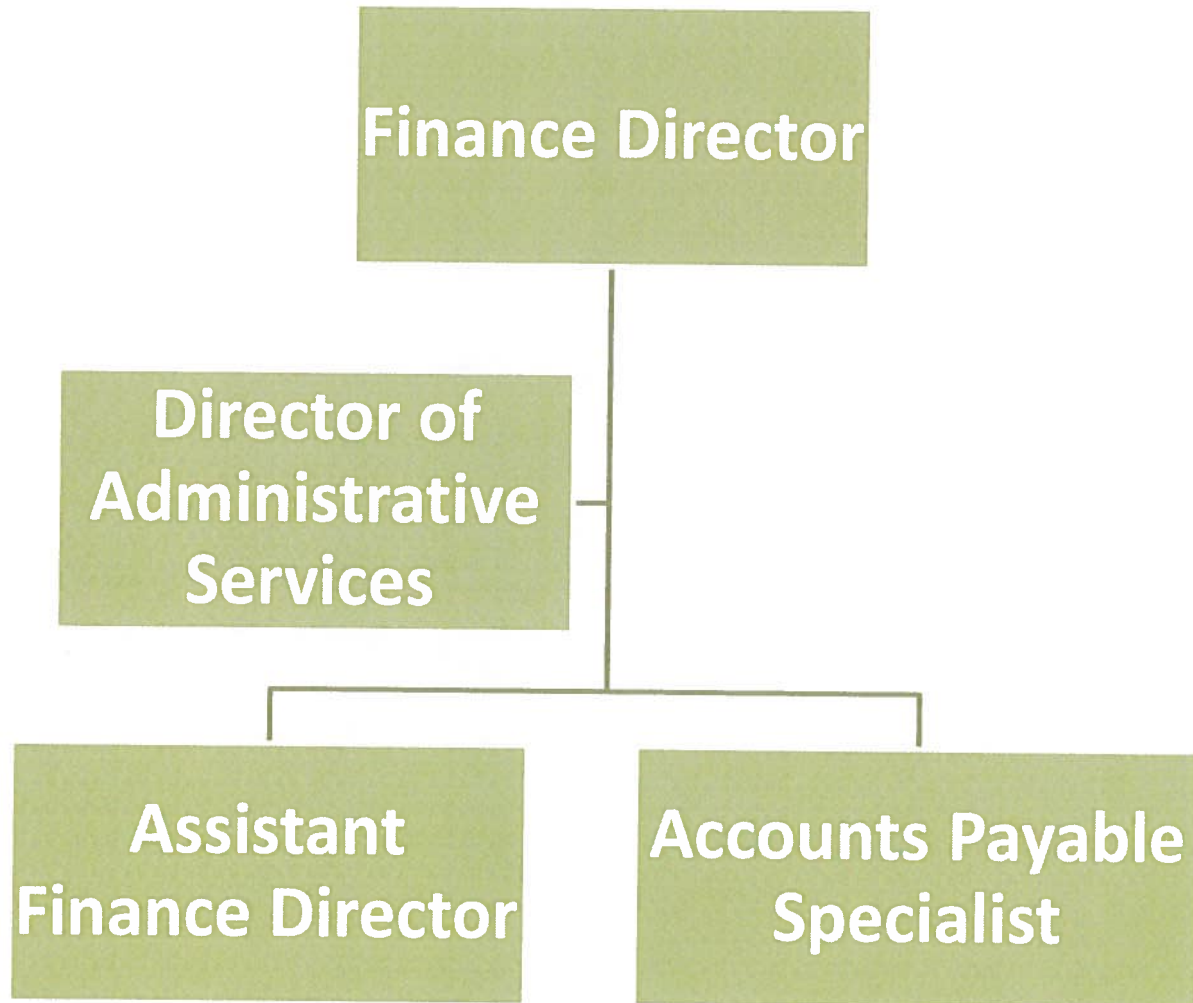 Finance Director
Director of
Administrative
Services
Assistant
Finance Director
Accounts Payable
Specialist